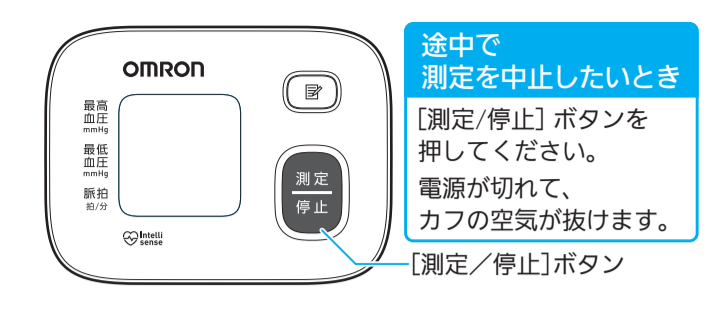 OMRON
最高
血圧
mmHg
最低
血圧
mmHg
脈拍
拍/分
Intelli
sense
測定
停止
途中で
測定を中止したいとき
［測定/停止］ボタンを
押してください。
電源が切れて、
カフの空気が抜けます。
［測定／停止］ボタン